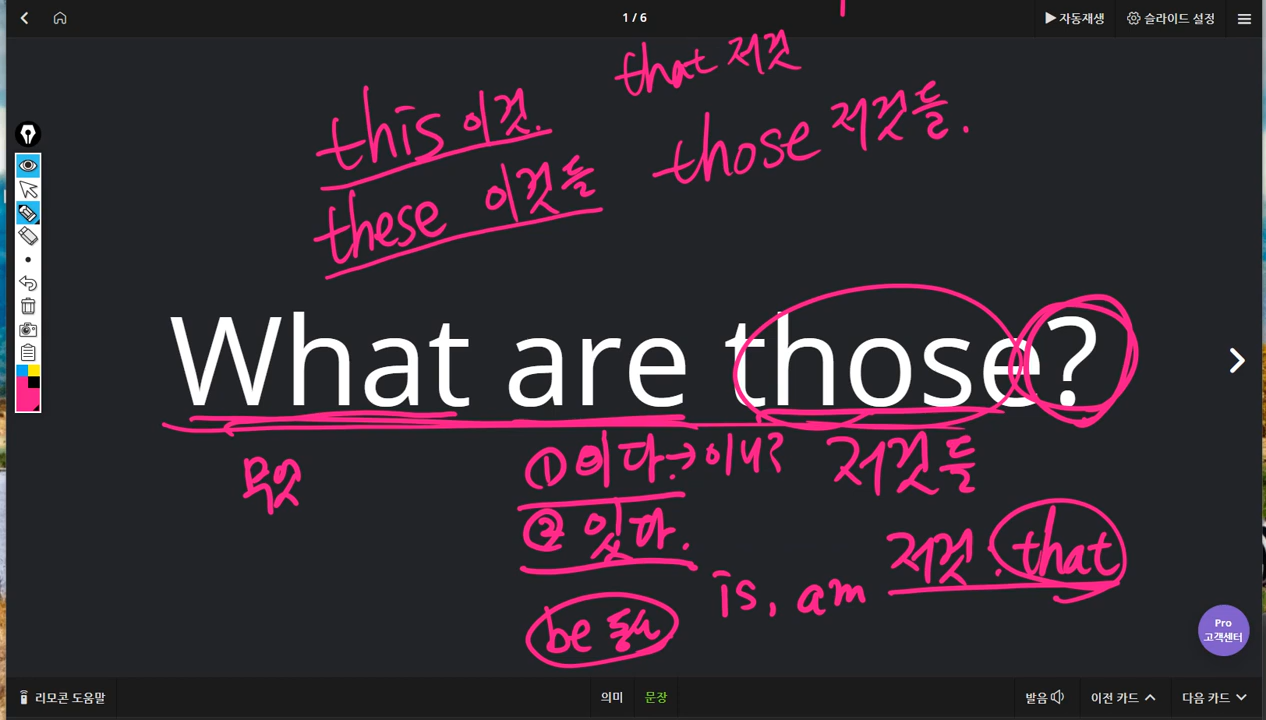 1 / 6
자동재생
슬라이드 설정
that 저것
this 이것.
those 저것들.
these 이것들
What are those?
무엇
① 이다. → 이니?
저것들
② 있다.
저것. that
is, am
be 동사
Pro
고객센터
리모콘 도움말
의미
문장
발음
이전 카드
다음 카드